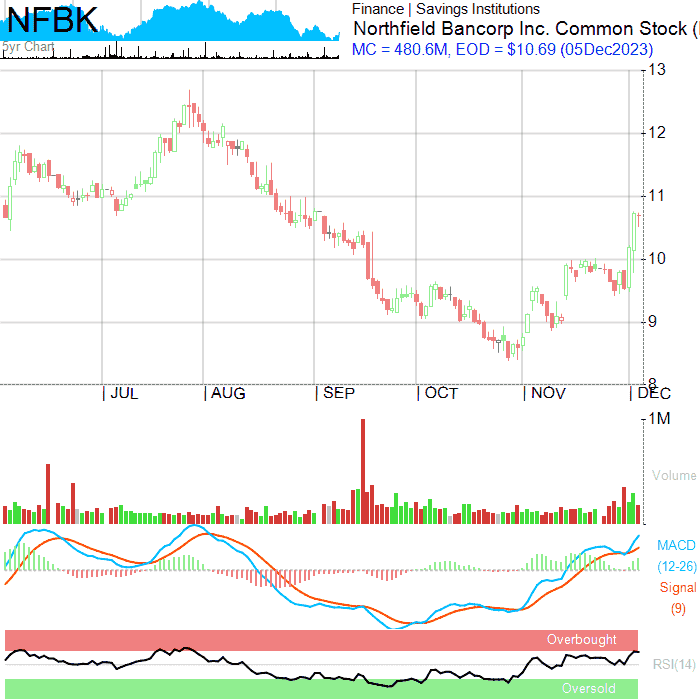 NFBK
5yr Chart
Finance | Savings Institutions
Northfield Bancorp Inc. Common Stock (
MC = 480.6M, EOD = $10.69 (05Dec2023)
13
12
11
10
9
8
| JUL | AUG | SEP | OCT | NOV | DEC
1M
Volume
MACD
(12-26)
Signal
(9)
Overbought
RSI(14)
Oversold